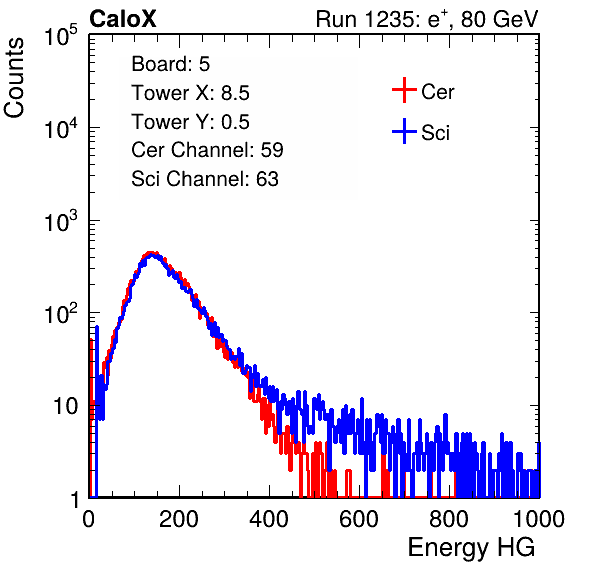 CaloX Run 1235: e⁺, 80 GeV
Counts
Board: 5
Tower X: 8.5
Tower Y: 0.5
Cer Channel: 59
Sci Channel: 63
Cer
Sci
10⁵
10⁴
10³
10²
10
1
0 200 400 600 800 1000
Energy HG